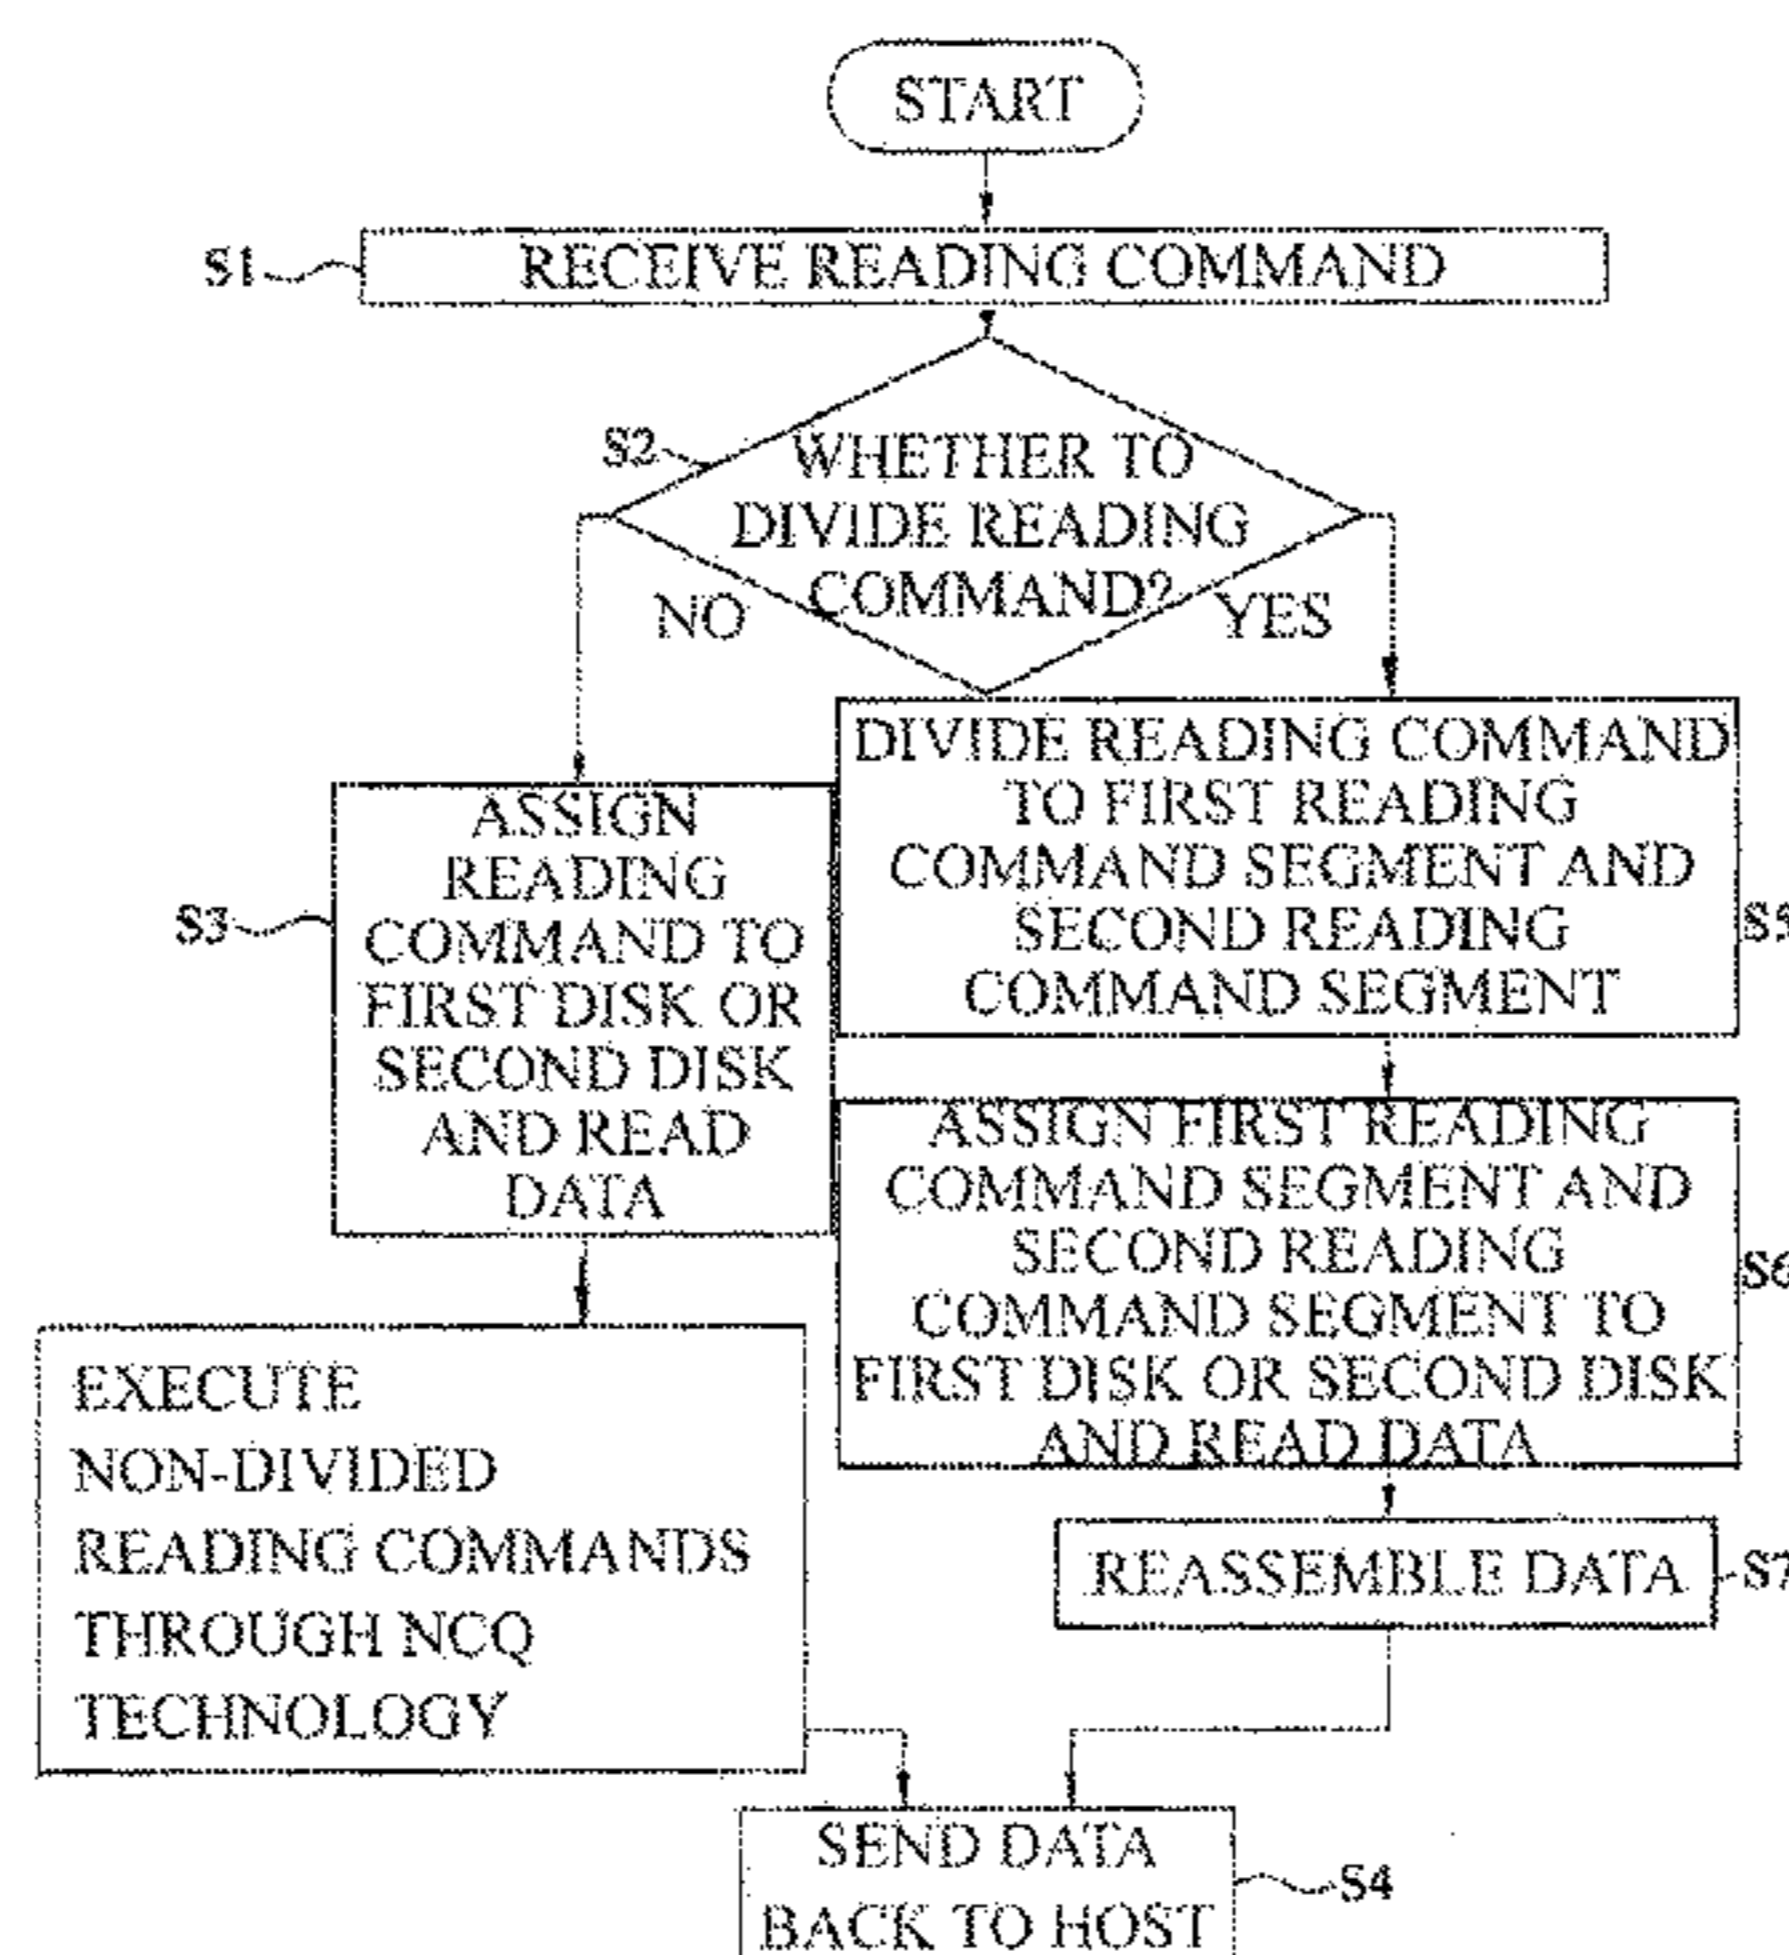 START
S1
RECEIVE READING COMMAND
S2
WHETHER TO
DIVIDE READING
COMMAND?
NO
YES
S3
ASSIGN
READING
COMMAND TO
FIRST DISK OR
SECOND DISK
AND READ
DATA
DIVIDE READING COMMAND
TO FIRST READING
COMMAND SEGMENT AND
SECOND READING
COMMAND SEGMENT
S5
ASSIGN FIRST READING
COMMAND SEGMENT AND
SECOND READING
COMMAND SEGMENT TO
FIRST DISK OR SECOND DISK
AND READ DATA
S6
EXECUTE
NON-DIVIDED
READING COMMANDS
THROUGH NCQ
TECHNOLOGY
REASSEMBLE DATA
S7
SEND DATA
BACK TO HOST
S4